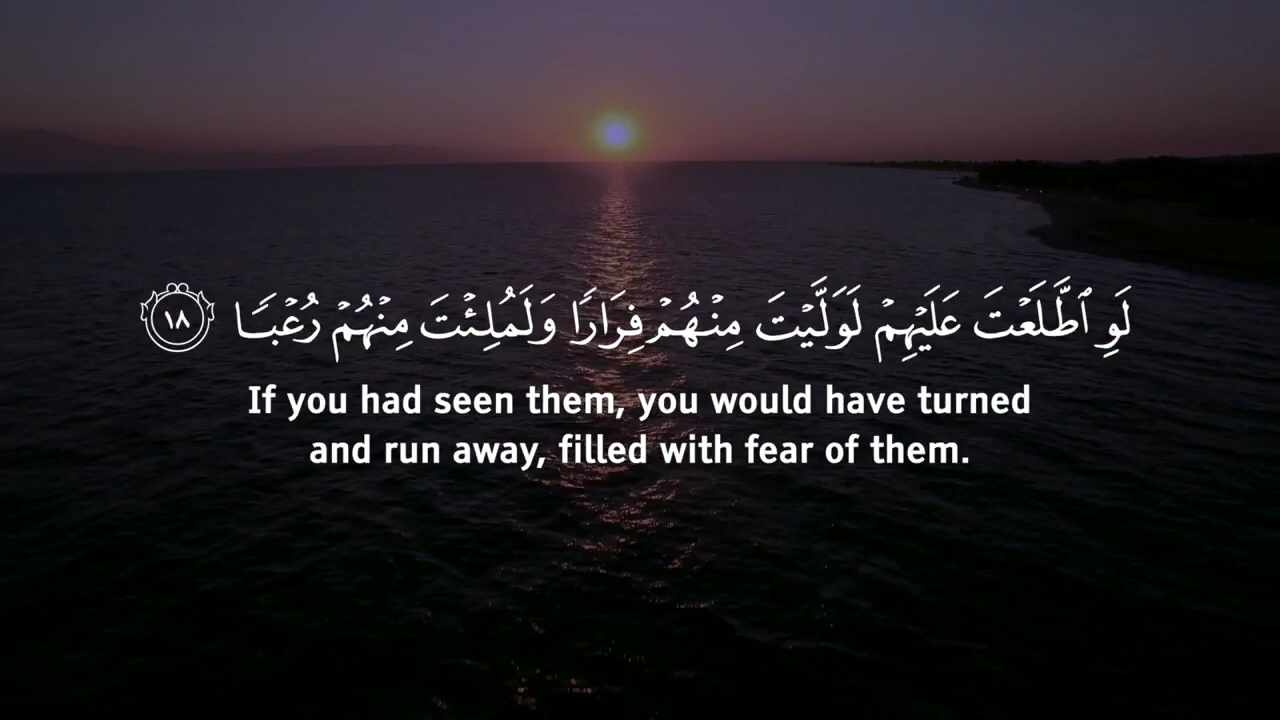 لَوِ ٱطَّلَعْتَ عَلَيْهِمْ لَوَلَّيْتَ مِنْهُمْ فِرَارًا وَلَمُلِئْتَ مِنْهُمْ رُعْبًا ١٨
If you had seen them, you would have turned
and run away, filled with fear of them.